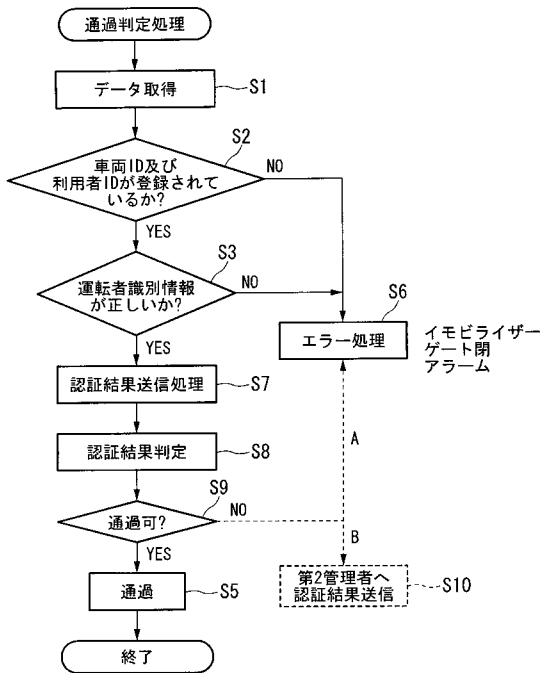 通過判定処理
データ取得
S1
車両ID及び
利用者IDが登録されて
いるか?
S2
NO
YES
運転者識別情報
が正しいか?
S3
NO
YES
エラー処理
S6
イモビライザー
ゲート閉
アラーム
認証結果送信処理
S7
認証結果判定
S8
A
通過可?
S9
NO
YES
B
通過
S5
第2管理者へ
認証結果送信
S10
終了